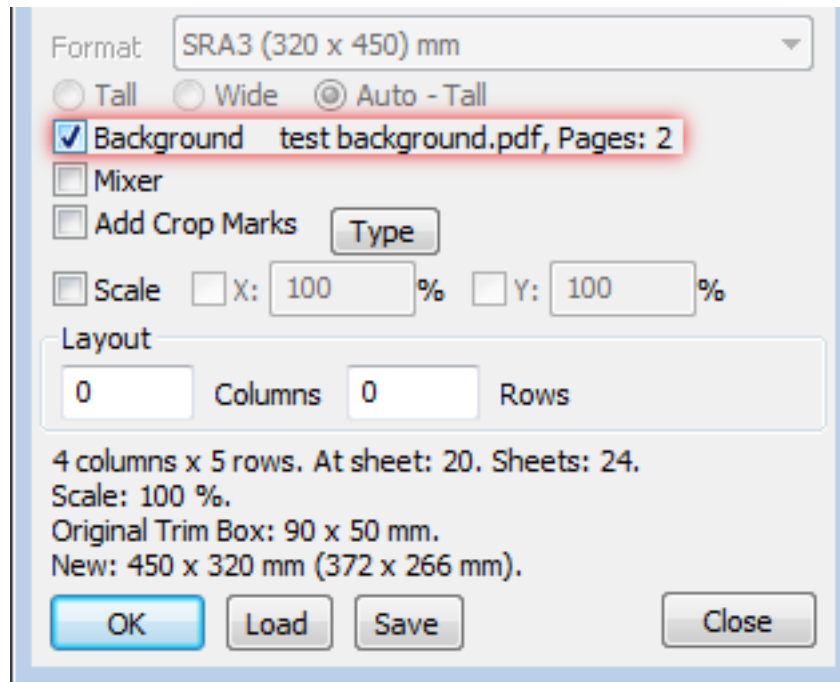 Format SRA3 (320 x 450) mm
Tall Wide Auto - Tall
Background test background.pdf, Pages: 2
Mixer
Add Crop Marks Type
Scale X: 100 % Y: 100 %
Layout
0 Columns 0 Rows
4 columns x 5 rows. At sheet: 20. Sheets: 24.
Scale: 100 %.
Original Trim Box: 90 x 50 mm.
New: 450 x 320 mm (372 x 266 mm).
OK Load Save Close